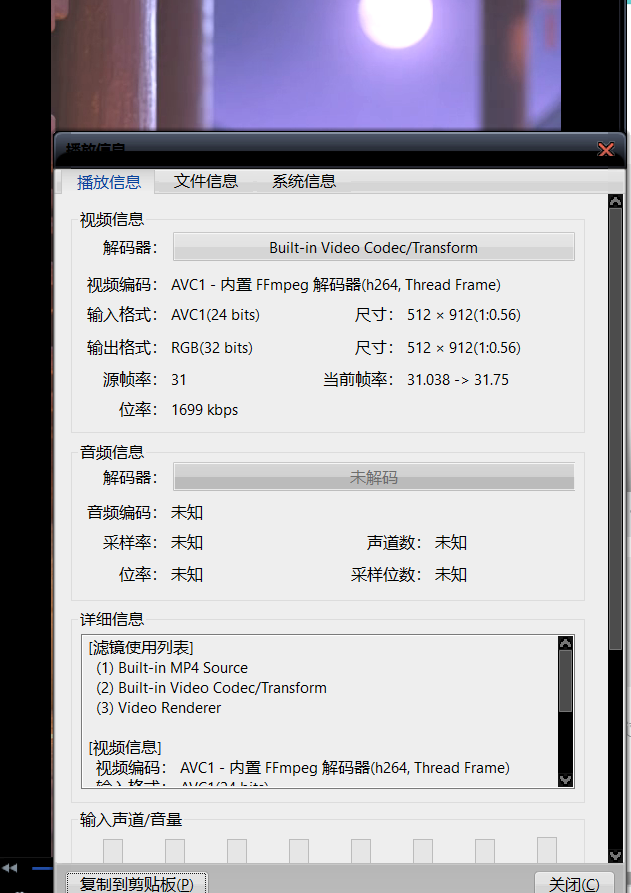 播放信息
播放信息 文件信息 系统信息
视频信息
解码器: Built-in Video Codec/Transform
视频编码: AVC1 - 内置 FFmpeg 解码器(h264, Thread Frame)
输入格式: AVC1(24 bits) 尺寸: 512 × 912(1:0.56)
输出格式: RGB(32 bits) 尺寸: 512 × 912(1:0.56)
源帧率: 31 当前帧率: 31.038 -> 31.75
位率: 1699 kbps
音频信息
解码器: 未解码
音频编码: 未知
采样率: 未知 声道数: 未知
位率: 未知 采样位数: 未知
详细信息
[滤镜使用列表]
(1) Built-in MP4 Source
(2) Built-in Video Codec/Transform
(3) Video Renderer
[视频信息]
视频编码: AVC1 - 内置 FFmpeg 解码器(h264, Thread Frame)
输入格式: AVC1(24 bits)
输入声道/音量
复制到剪贴板(P) 关闭(C)